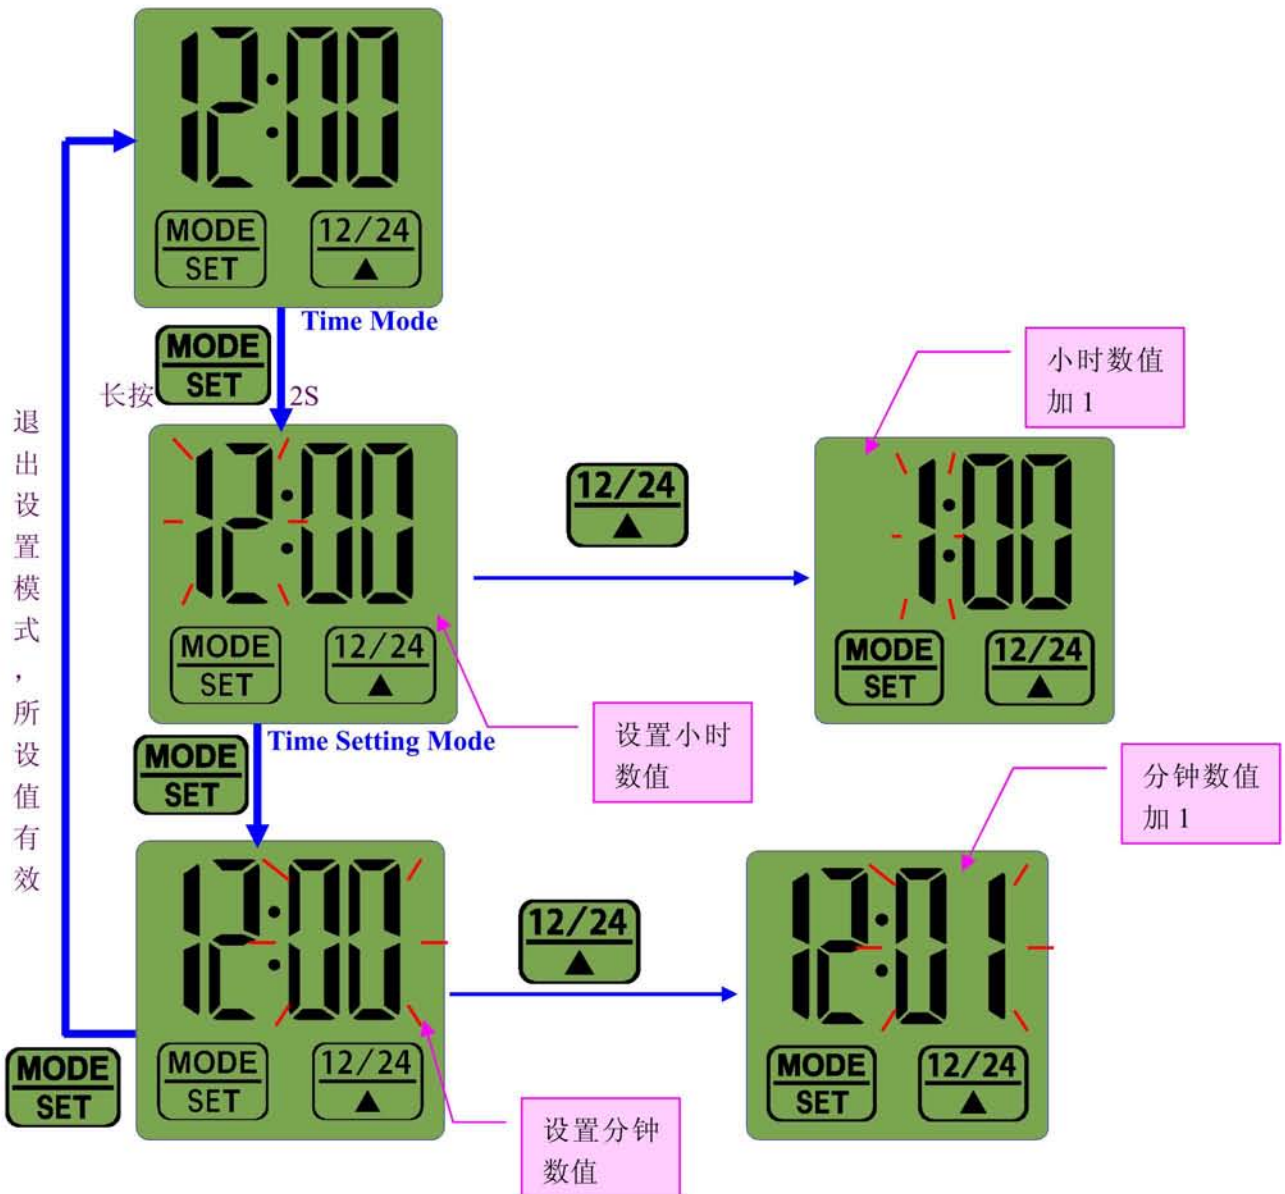 12:00
MODE
SET
12/24
▲
Time Mode
MODE
SET
长按
2S
小时数值
加 1
12:00
MODE
SET
12/24
▲
12/24
▲
1:00
MODE
SET
12/24
▲
退出设置模式，所设值有效
Time Setting Mode
MODE
SET
设置小时
数值
分钟数值
加 1
12:00
MODE
SET
12/24
▲
12/24
▲
12:01
MODE
SET
12/24
▲
MODE
SET
设置分钟
数值